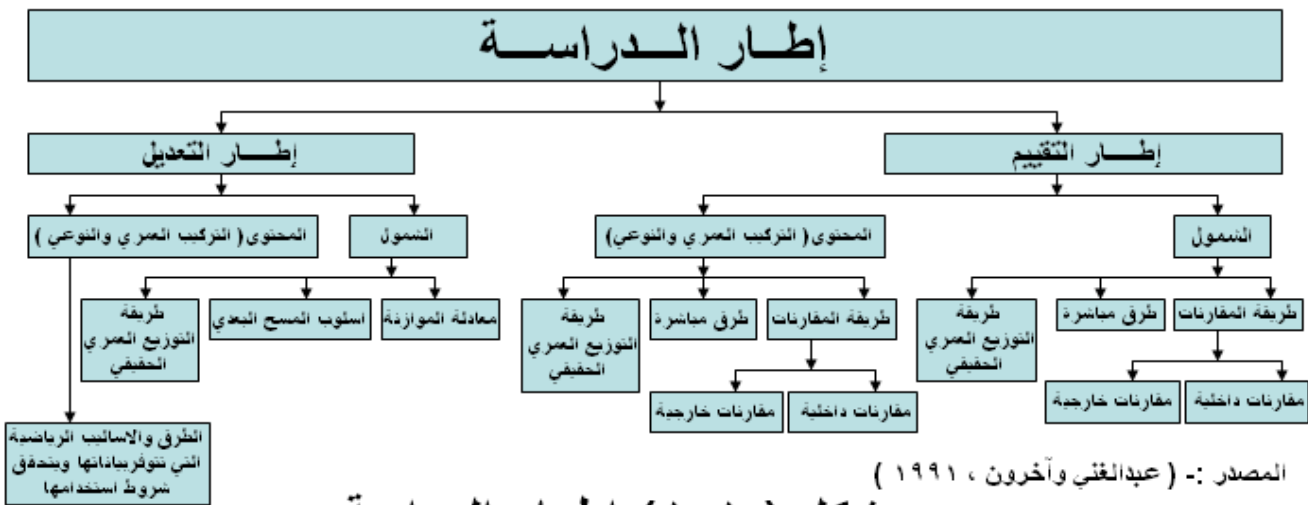 إطــار الــدراســـة
إطـــار التقييم
إطـــار التعديل
الشمول
المحتوى( التركيب العمري والنوعي)
الشمول
المحتوى( التركيب العمري والنوعي )
طريقة المقارنات
طرق مباشرة
طريقة
التوزيع العمري
الحقيقي
طريقة المقارنات
طرق مباشرة
طريقة
التوزيع العمري
الحقيقي
معادلة الموازنة
اسلوب المسح البعدي
طريقة
التوزيع العمري
الحقيقي
مقارنات داخلية
مقارنات خارجية
مقارنات داخلية
مقارنات خارجية
الطرق والاساليب الرياضية
التي تتوفربياناتها ويتحقق
شروط استخدامها
المصدر :- ( عبدالغني وآخرون ، ١٩٩١ )